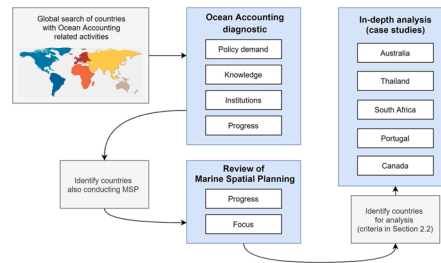 Global search of countries
with Ocean Accounting
related activities
Ocean Accounting
diagnostic
Policy demand
Knowledge
Institutions
Progress
Identify countries
also conducting MSP
Review of
Marine Spatial Planning
Progress
Focus
In-depth analysis
(case studies)
Australia
Thailand
South Africa
Portugal
Canada
Identify countries
for analysis
(criteria in Section 2.2)